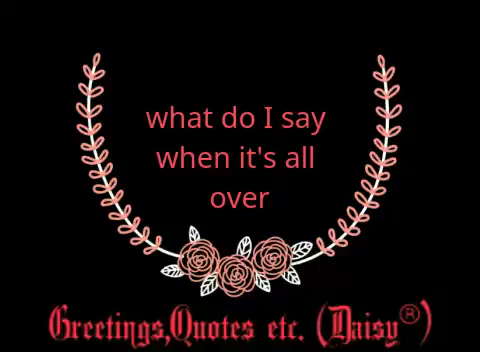 what do I say
when it's all
over
Greetings,Quotes etc. (Daisy®)